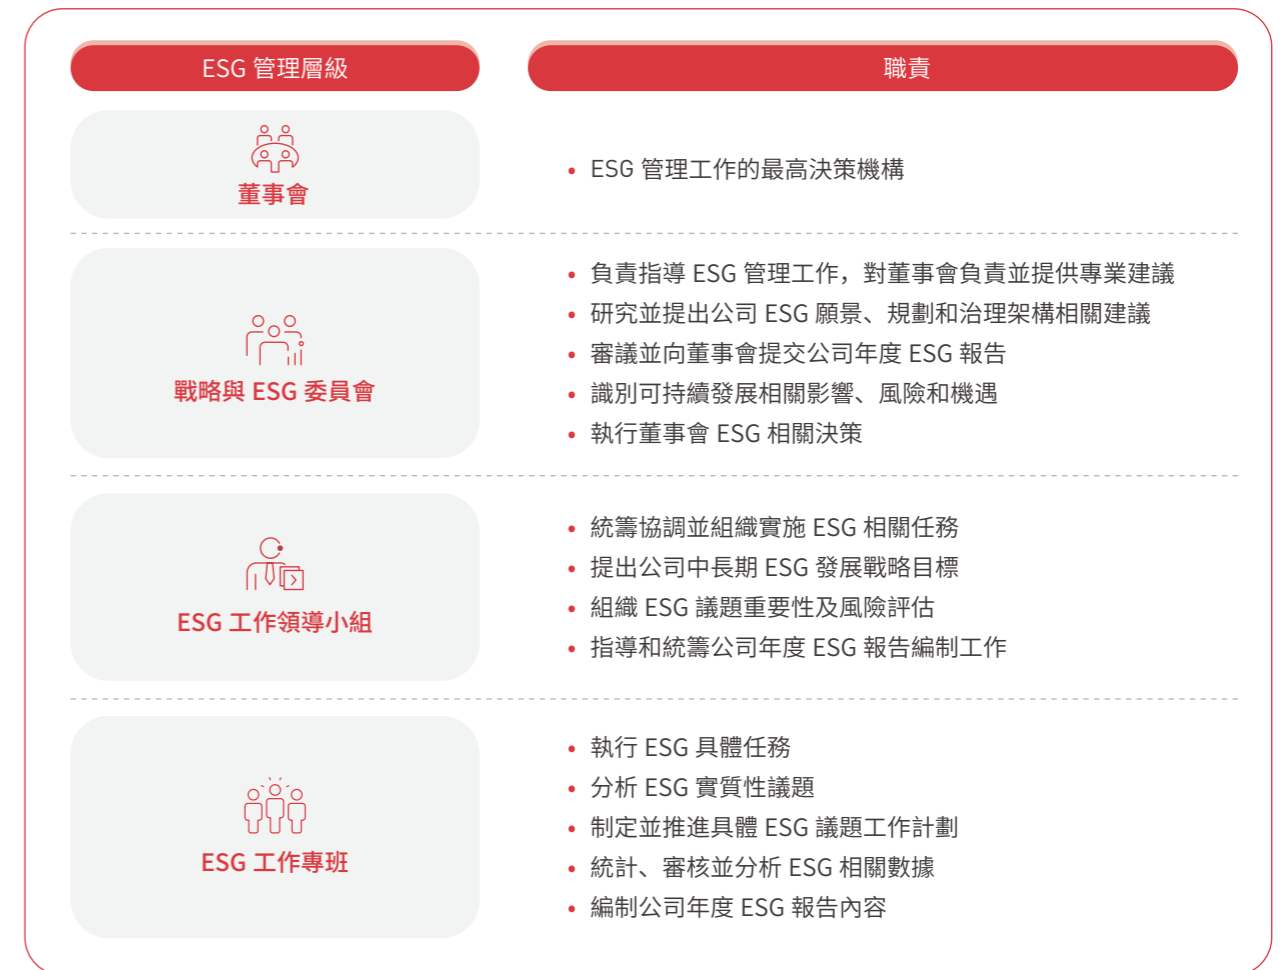 ESG 管理層級
職責
董事會
• ESG 管理工作的最高決策機構
戰略與 ESG 委員會
• 負責指導 ESG 管理工作，對董事會負責並提供專業建議
• 研究並提出公司 ESG 願景、規劃和治理架構相關建議
• 審議並向董事會提交公司年度 ESG 報告
• 識別可持續發展相關影響、風險和機遇
• 執行董事會 ESG 相關決策
ESG 工作領導小組
• 統籌協調並組織實施 ESG 相關任務
• 提出公司中長期 ESG 發展戰略目標
• 組織 ESG 議題重要性及風險評估
• 指導和統籌公司年度 ESG 報告編制工作
ESG 工作專班
• 執行 ESG 具體任務
• 分析 ESG 實質性議題
• 制定並推進具體 ESG 議題工作計劃
• 統計、審核並分析 ESG 相關數據
• 編制公司年度 ESG 報告內容